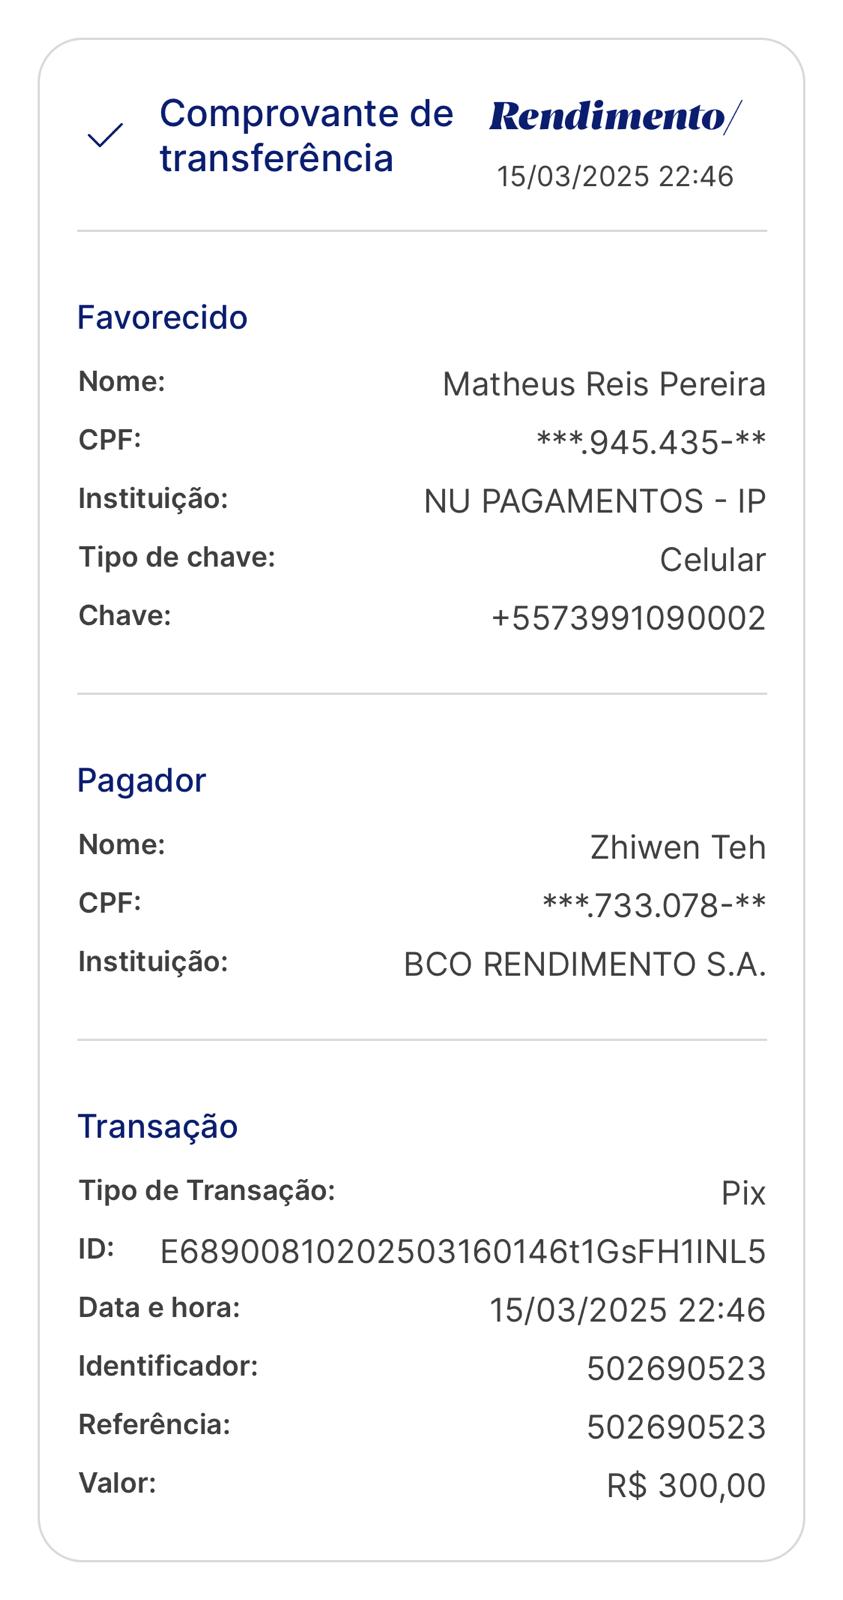 Comprovante de
transferência
Rendimento/
15/03/2025 22:46
Favorecido
Nome: Matheus Reis Pereira
CPF: ***.945.435-**
Instituição: NU PAGAMENTOS - IP
Tipo de chave: Celular
Chave: +5573991090002
Pagador
Nome: Zhiwen Teh
CPF: ***.733.078-**
Instituição: BCO RENDIMENTO S.A.
Transação
Tipo de Transação: Pix
ID: E68900810202503160146t1GsFH1INL5
Data e hora: 15/03/2025 22:46
Identificador: 502690523
Referência: 502690523
Valor: R$ 300,00